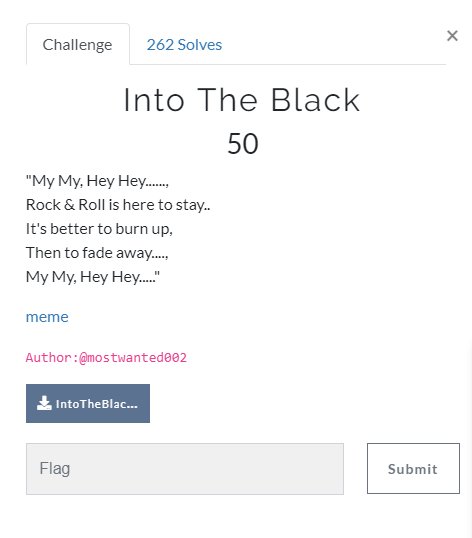 Challenge
262 Solves
×
Into The Black
50
"My My, Hey Hey......,
Rock & Roll is here to stay..
It's better to burn up,
Then to fade away....,
My My, Hey Hey....."
meme
Author:@mostwanted002
IntoTheBlac...
Flag
Submit